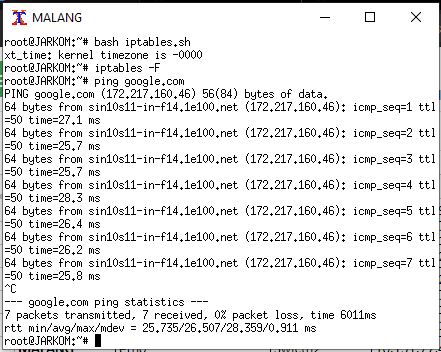 MALANG
root@JARKOM:~# bash iptables.sh
xt_time: kernel timezone is -0000
root@JARKOM:~# iptables -F
root@JARKOM:~# ping google.com
PING google.com (172.217.160.46) 56(84) bytes of data.
64 bytes from sin10s11-in-f14.1e100.net (172.217.160.46): icmp_seq=1 ttl
=50 time=27.1 ms
64 bytes from sin10s11-in-f14.1e100.net (172.217.160.46): icmp_seq=2 ttl
=50 time=25.7 ms
64 bytes from sin10s11-in-f14.1e100.net (172.217.160.46): icmp_seq=3 ttl
=50 time=25.7 ms
64 bytes from sin10s11-in-f14.1e100.net (172.217.160.46): icmp_seq=4 ttl
=50 time=28.3 ms
64 bytes from sin10s11-in-f14.1e100.net (172.217.160.46): icmp_seq=5 ttl
=50 time=26.4 ms
64 bytes from sin10s11-in-f14.1e100.net (172.217.160.46): icmp_seq=6 ttl
=50 time=26.2 ms
64 bytes from sin10s11-in-f14.1e100.net (172.217.160.46): icmp_seq=7 ttl
=50 time=25.8 ms
^C
--- google.com ping statistics ---
7 packets transmitted, 7 received, 0% packet loss, time 6011ms
rtt min/avg/max/mdev = 25.735/26.507/28.359/0.911 ms
root@JARKOM:~#